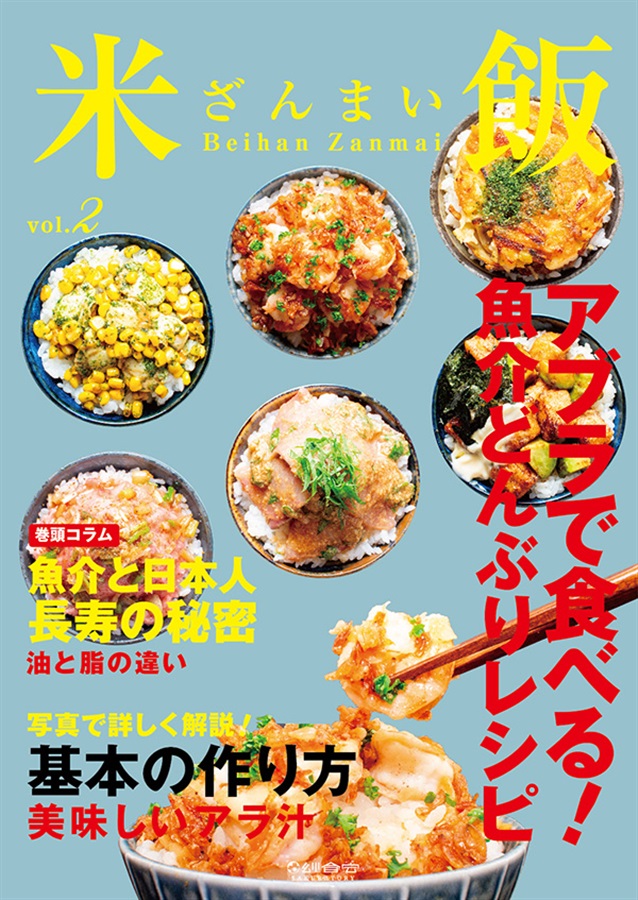 米ざんまい飯
Beihan Zanmai
vol.2
アブラで食べる!
魚介どんぶりレシピ
巻頭コラム
魚介と日本人
長寿の秘密
油と脂の違い
写真で詳しく解説!
基本の作り方
美味しいアラ汁